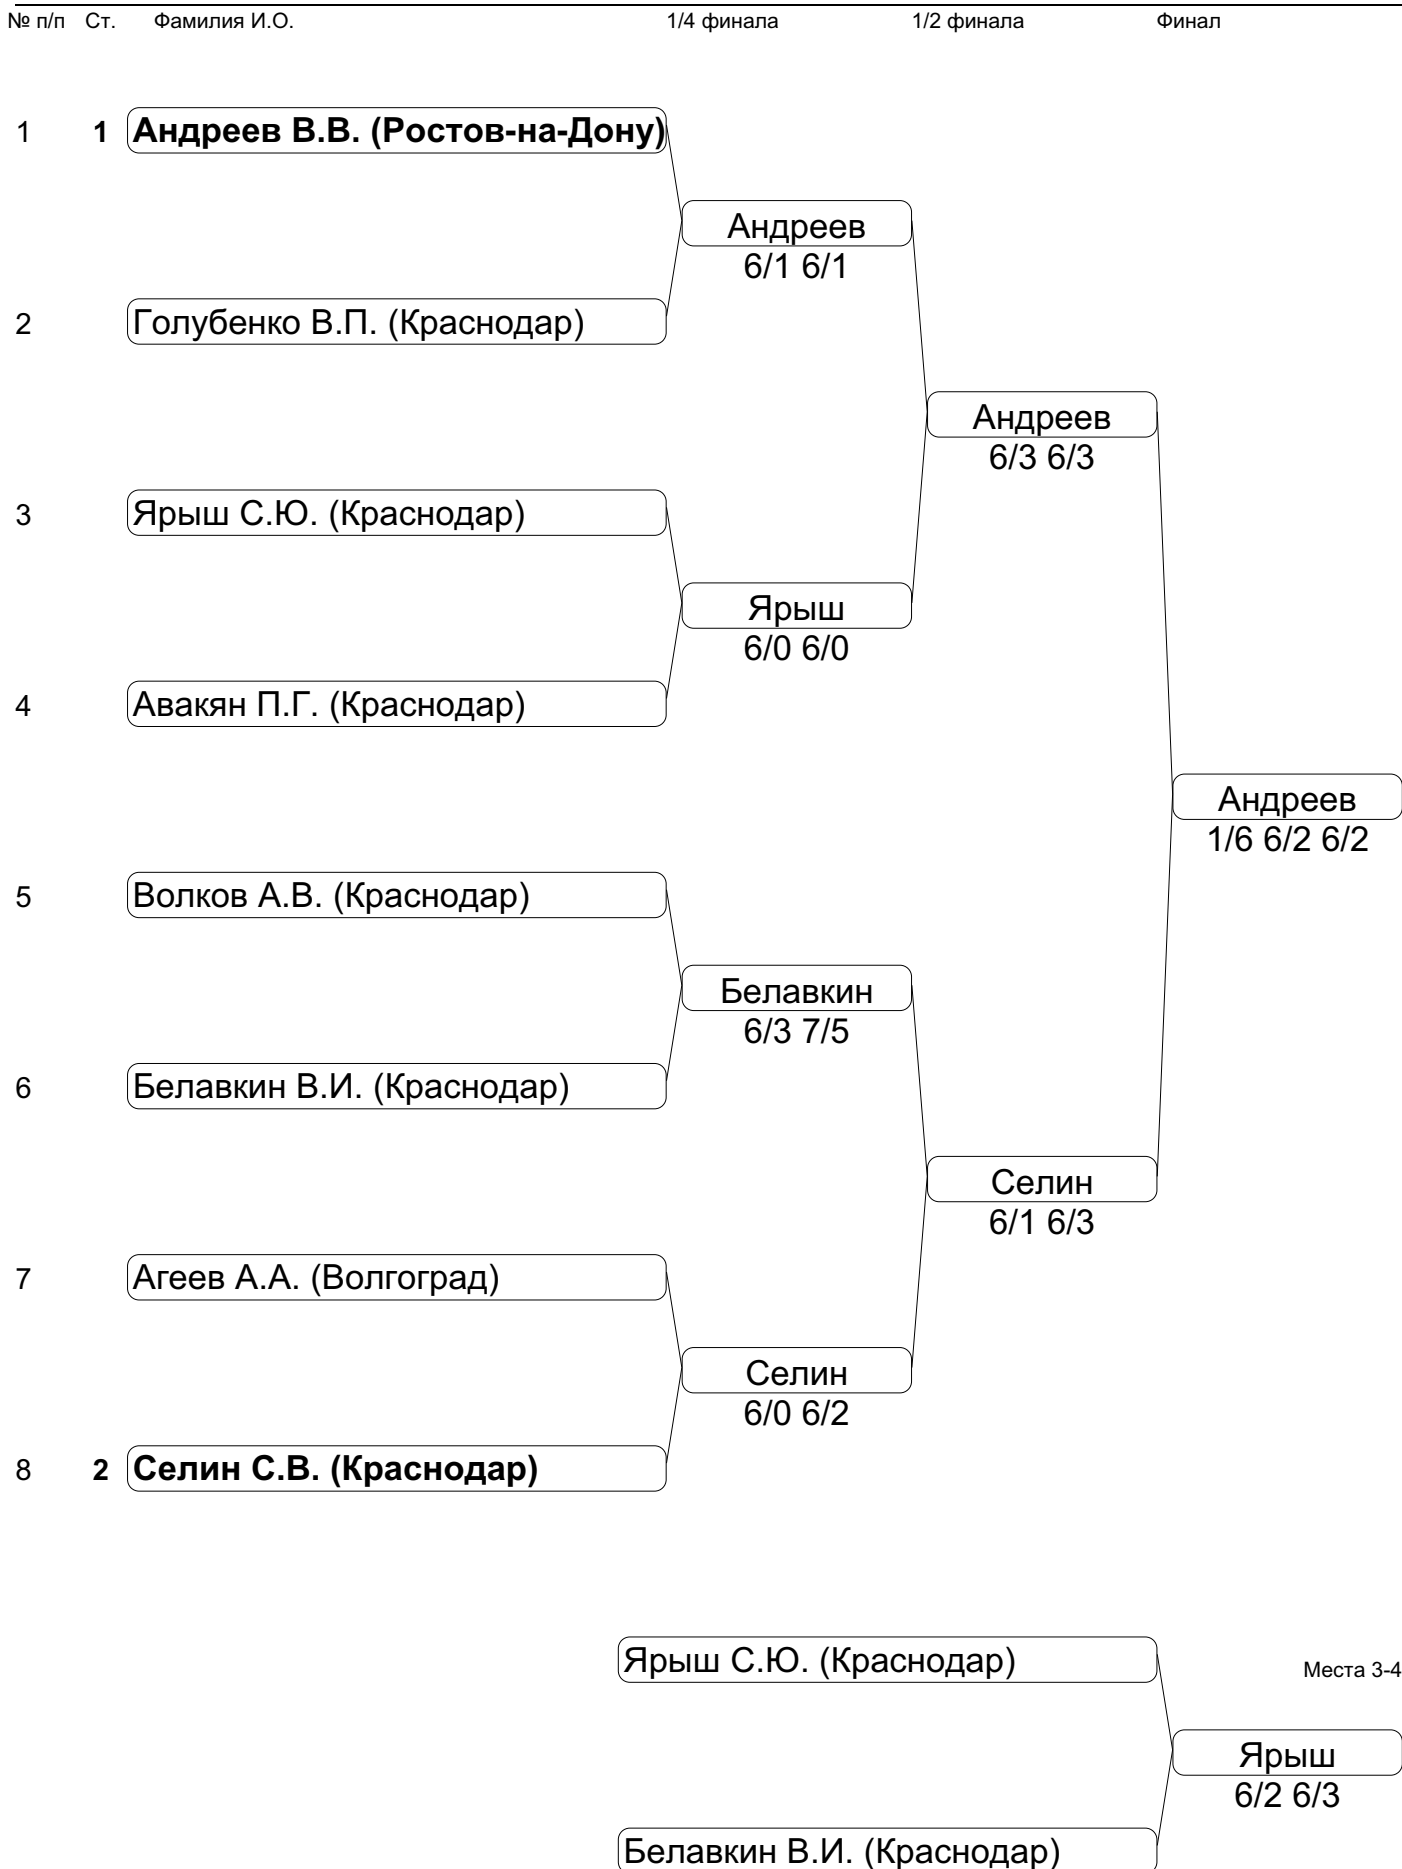 № п/п Ст. Фамилия И.О. 1/4 финала 1/2 финала Финал
1 1 Андреев В.В. (Ростов-на-Дону)
Андреев
6/1 6/1
2 Голубенко В.П. (Краснодар)
Андреев
6/3 6/3
3 Ярыш С.Ю. (Краснодар)
Ярыш
6/0 6/0
4 Авакян П.Г. (Краснодар)
Андреев
1/6 6/2 6/2
5 Волков А.В. (Краснодар)
Белавкин
6/3 7/5
6 Белавкин В.И. (Краснодар)
Селин
6/1 6/3
7 Агеев А.А. (Волгоград)
Селин
6/0 6/2
8 2 Селин С.В. (Краснодар)
Ярыш С.Ю. (Краснодар)
Места 3-4
Ярыш
6/2 6/3
Белавкин В.И. (Краснодар)